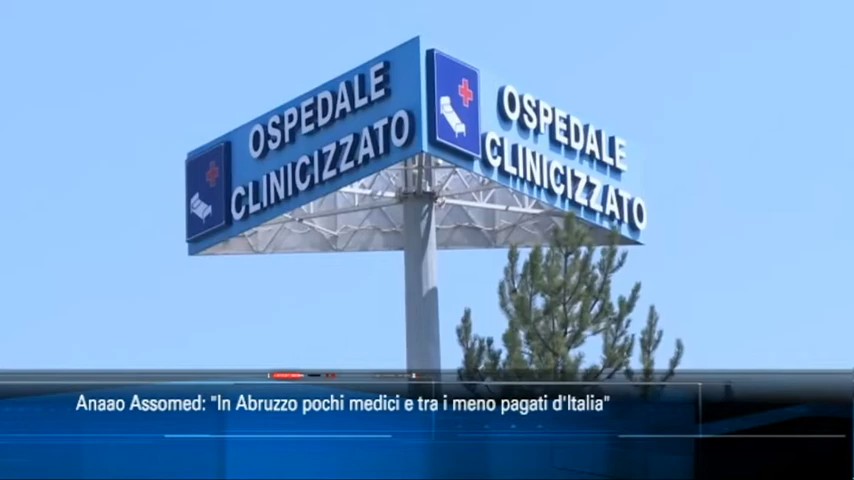 OSPEDALE
CLINICIZZATO
OSPEDALE
CLINICIZZATO
Anaao Assomed: "In Abruzzo pochi medici e tra i meno pagati d'Italia"